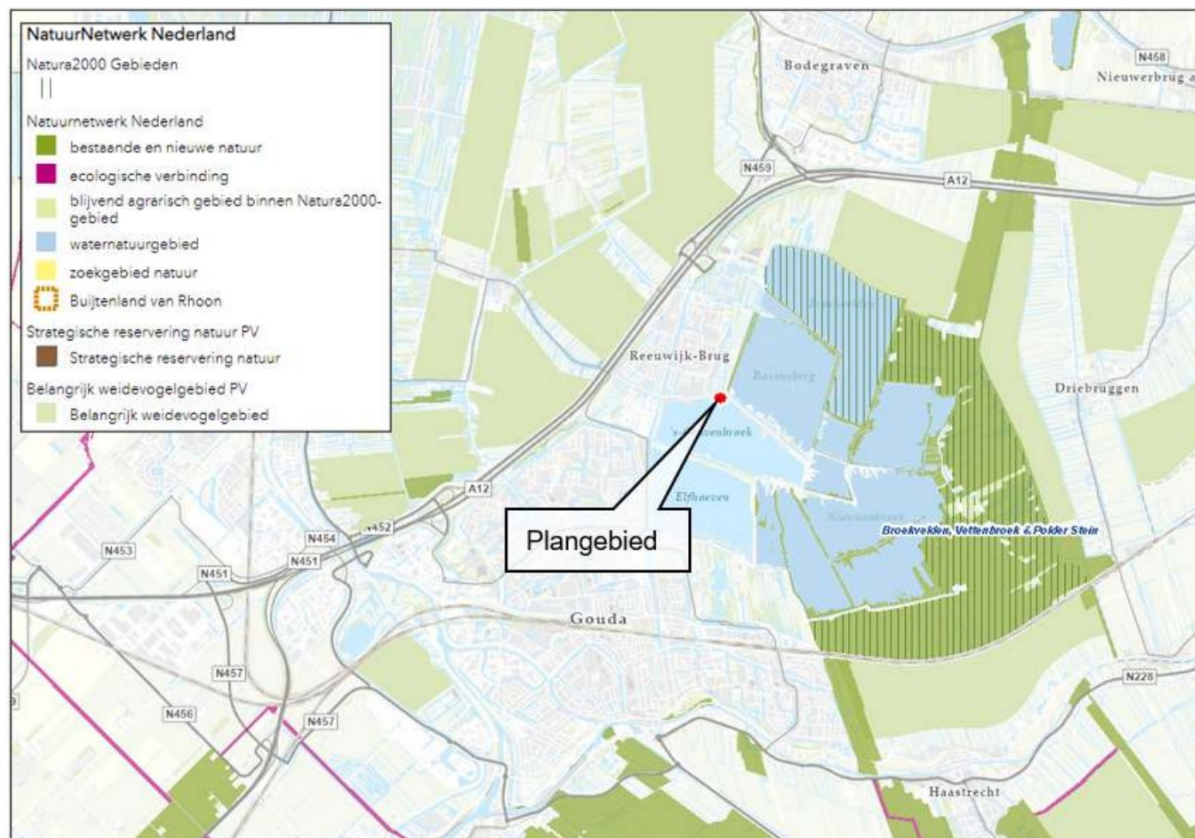 NatuurNetwerk Nederland
Natura2000 Gebieden
Natuurnetwerk Nederland
bestaande en nieuwe natuur
ecologische verbinding
blijvend agrarisch gebied binnen Natura2000-
gebied
waternatuurgebied
zoekgebied natuur
Buijtenland van Rhoon
Strategische reservering natuur PV
Strategische reservering natuur
Belangrijk weidevogelgebied PV
Belangrijk weidevogelgebied
Bodegraven
N458
Nieuwerbrug a
N459
A12
Reeuwijk-Brug
Driebruggen
Elfhoeven
A12
N452
N454
N453
N451
N451
Plangebied
Broekvelden, Vettenbroek & Polder Stein
Gouda
N457
N456
N457
N228
Haastrecht